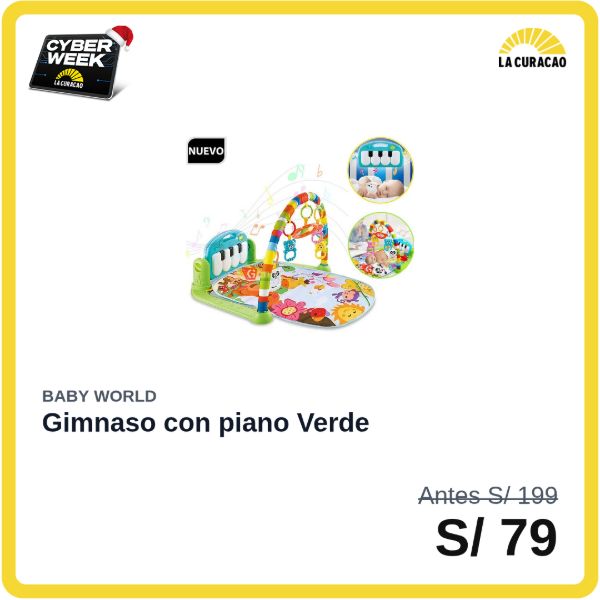 CYBER
WEEK
LA CURACAO
LA CURACAO
NUEVO
BABY WORLD
Gimnaso con piano Verde
Antes S/ 199
S/ 79